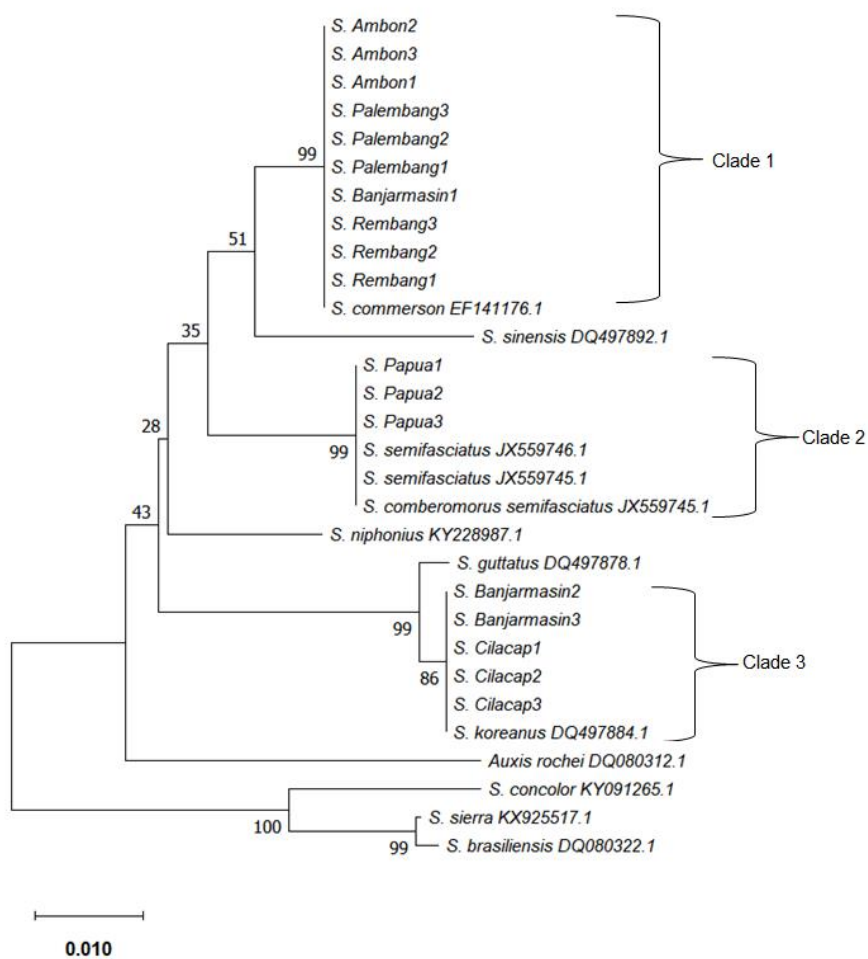 S. Ambon2
S. Ambon3
S. Ambon1
S. Palembang3
S. Palembang2
99
S. Palembang1
Clade 1
S. Banjarmasin1
S. Rembang3
51
S. Rembang2
S. Rembang1
S. commerson EF141176.1
35
S. sinensis DQ497892.1
S. Papua1
S. Papua2
S. Papua3
28
Clade 2
99
S. semifasciatus JX559746.1
S. semifasciatus JX559745.1
S. comberomorus semifasciatus JX559745.1
43
S. niphonius KY228987.1
S. guttatus DQ497878.1
S. Banjarmasin2
99
S. Banjarmasin3
S. Cilacap1
Clade 3
86
S. Cilacap2
S. Cilacap3
S. koreanus DQ497884.1
Auxis rochei DQ080312.1
S. concolor KY091265.1
S. sierra KX925517.1
100
99
S. brasiliensis DQ080322.1
0.010